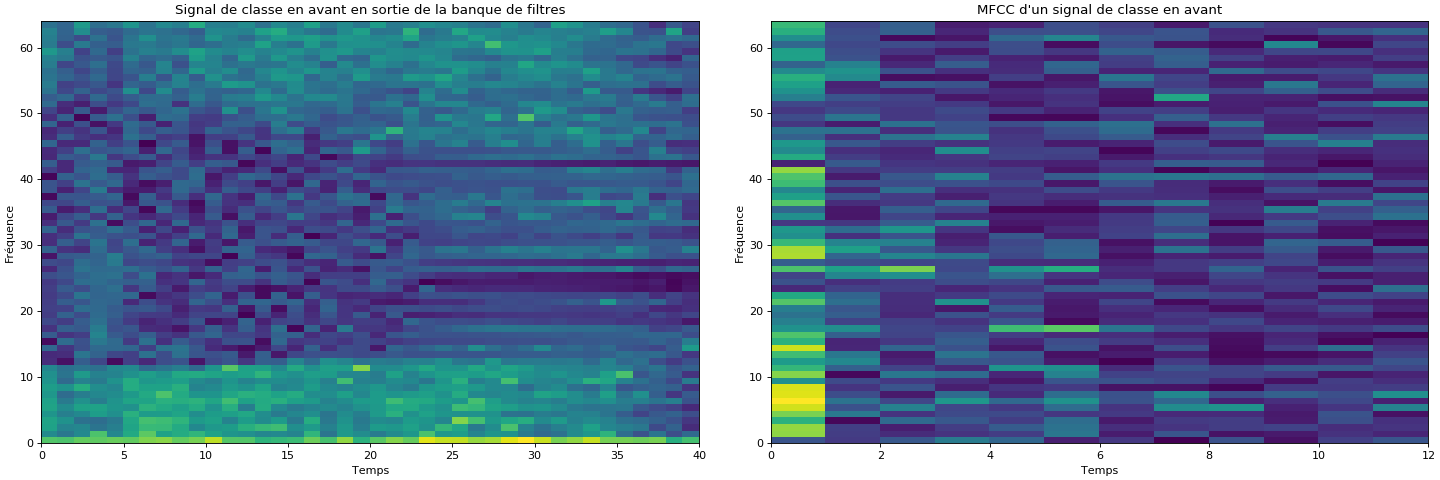 Signal de classe en avant en sortie de la banque de filtres
60
50
40
30
20
10
0
Fréquence
0 5 10 15 20 25 30 35 40
Temps
MFCC d'un signal de classe en avant
60
50
40
30
20
10
0
Fréquence
0 2 4 6 8 10 12
Temps